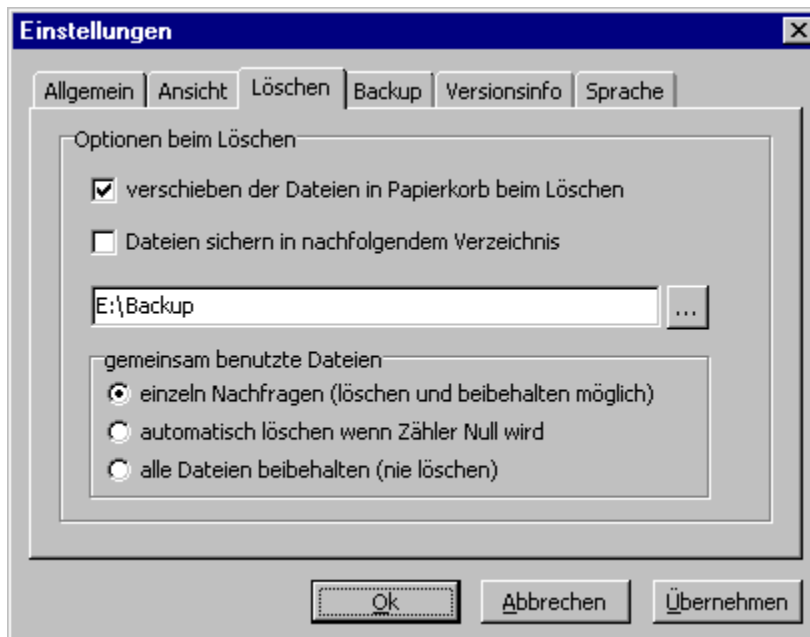 Einstellungen
Allgemein Ansicht Löschen Backup Versionsinfo Sprache
Optionen beim Löschen
verschieben der Dateien in Papierkorb beim Löschen
Dateien sichern in nachfolgendem Verzeichnis
E:\Backup ...
gemeinsam benutzte Dateien
einzeln Nachfragen (löschen und beibehalten möglich)
automatisch löschen wenn Zähler Null wird
alle Dateien beibehalten (nie löschen)
Ok Abbrechen Übernehmen